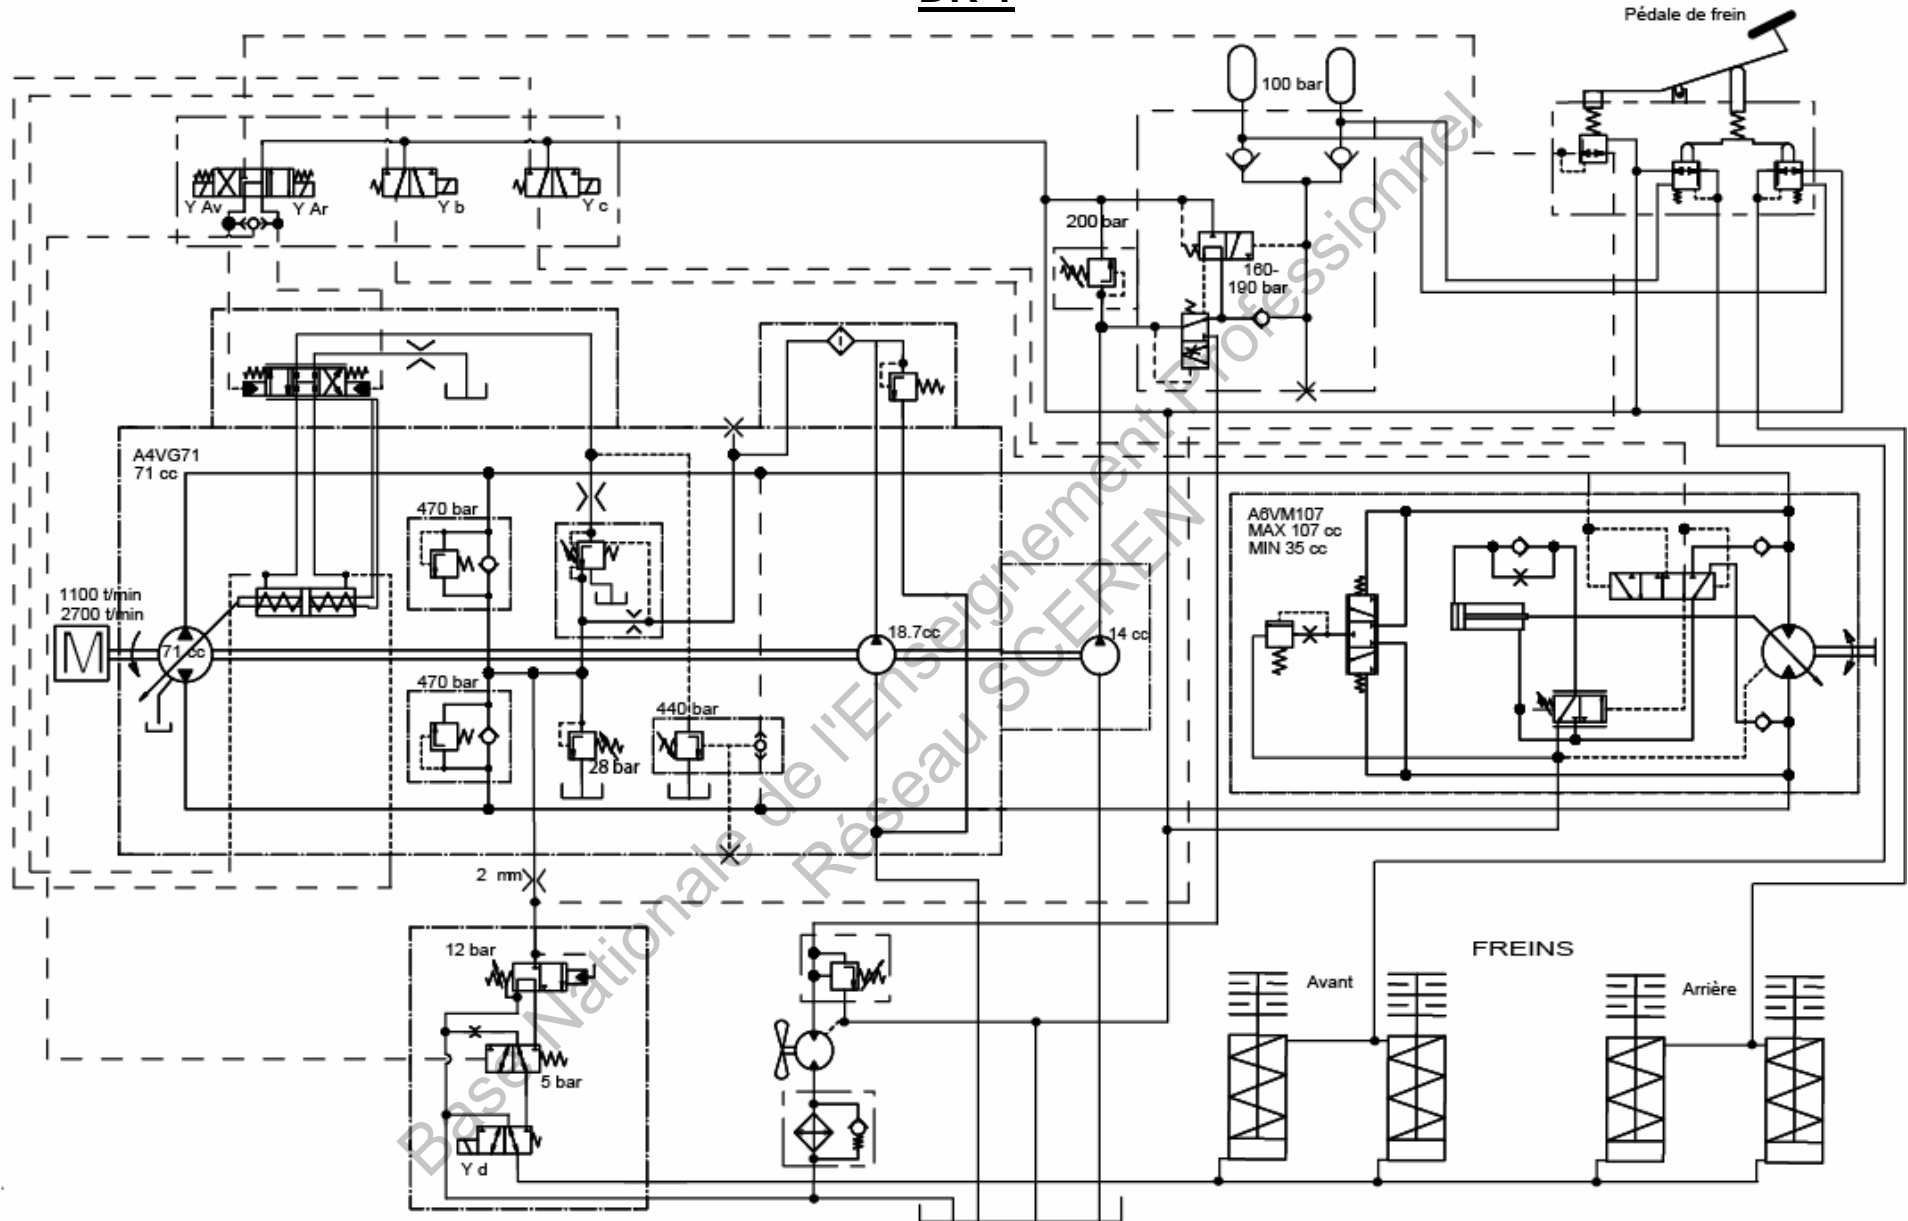 Pédale de frein
100 bar
Y Av
Y Ar
Y b
Y c
200 bar
160-
190 bar
A4VG71
71 cc
470 bar
A6VM107
MAX 107 cc
MIN 35 cc
1100 t/min
2700 t/min
M
71 cc
18.7cc
14 cc
470 bar
440 bar
28 bar
2 mm
12 bar
FREINS
Avant
Arrière
5 bar
Y d
Base Nationale de l'Enseignement Professionnel
Réseau SCEREN